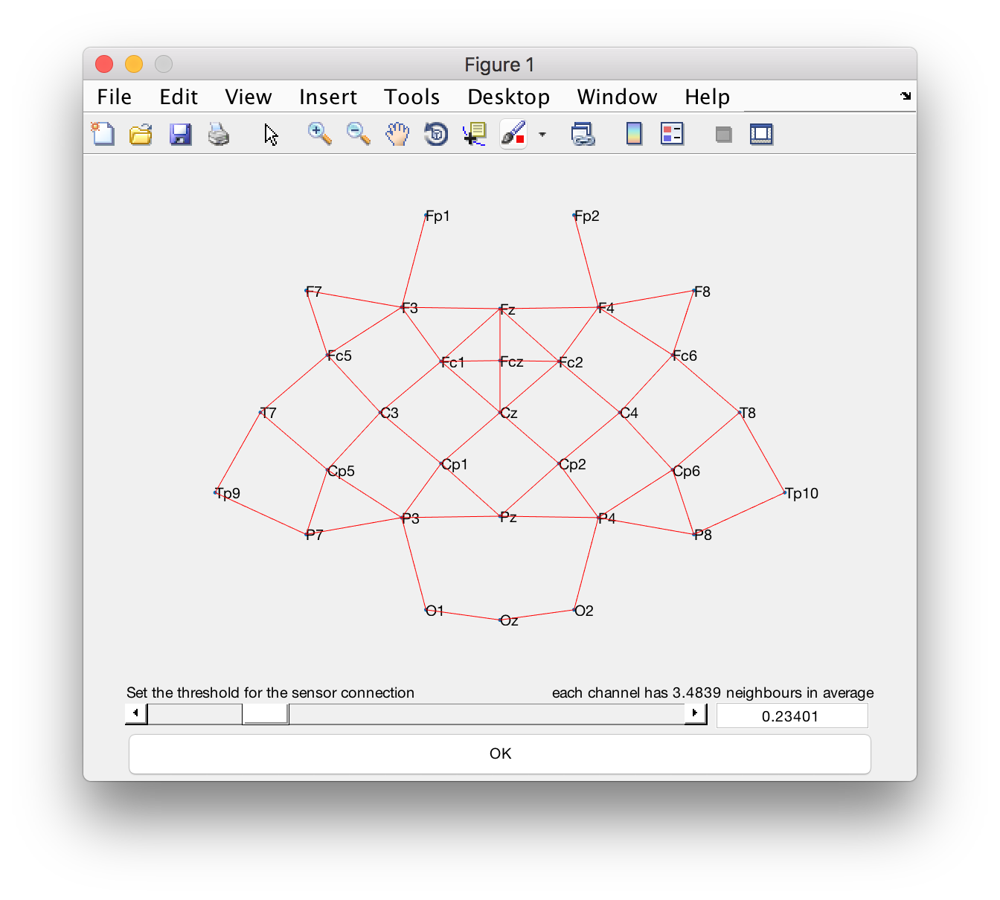 Figure 1
File Edit View Insert Tools Desktop Window Help
Fp1 Fp2
F7 F8
F3 Fz F4
Fc5 Fc6
Fc1 Fcz Fc2
T7 C3 Cz C4 T8
Cp1 Cp2
Cp5 Cp6
Tp9 Tp10
P3 Pz P4
P7 P8
O1 O2
Oz
Set the threshold for the sensor connection each channel has 3.4839 neighbours in average
0.23401
OK